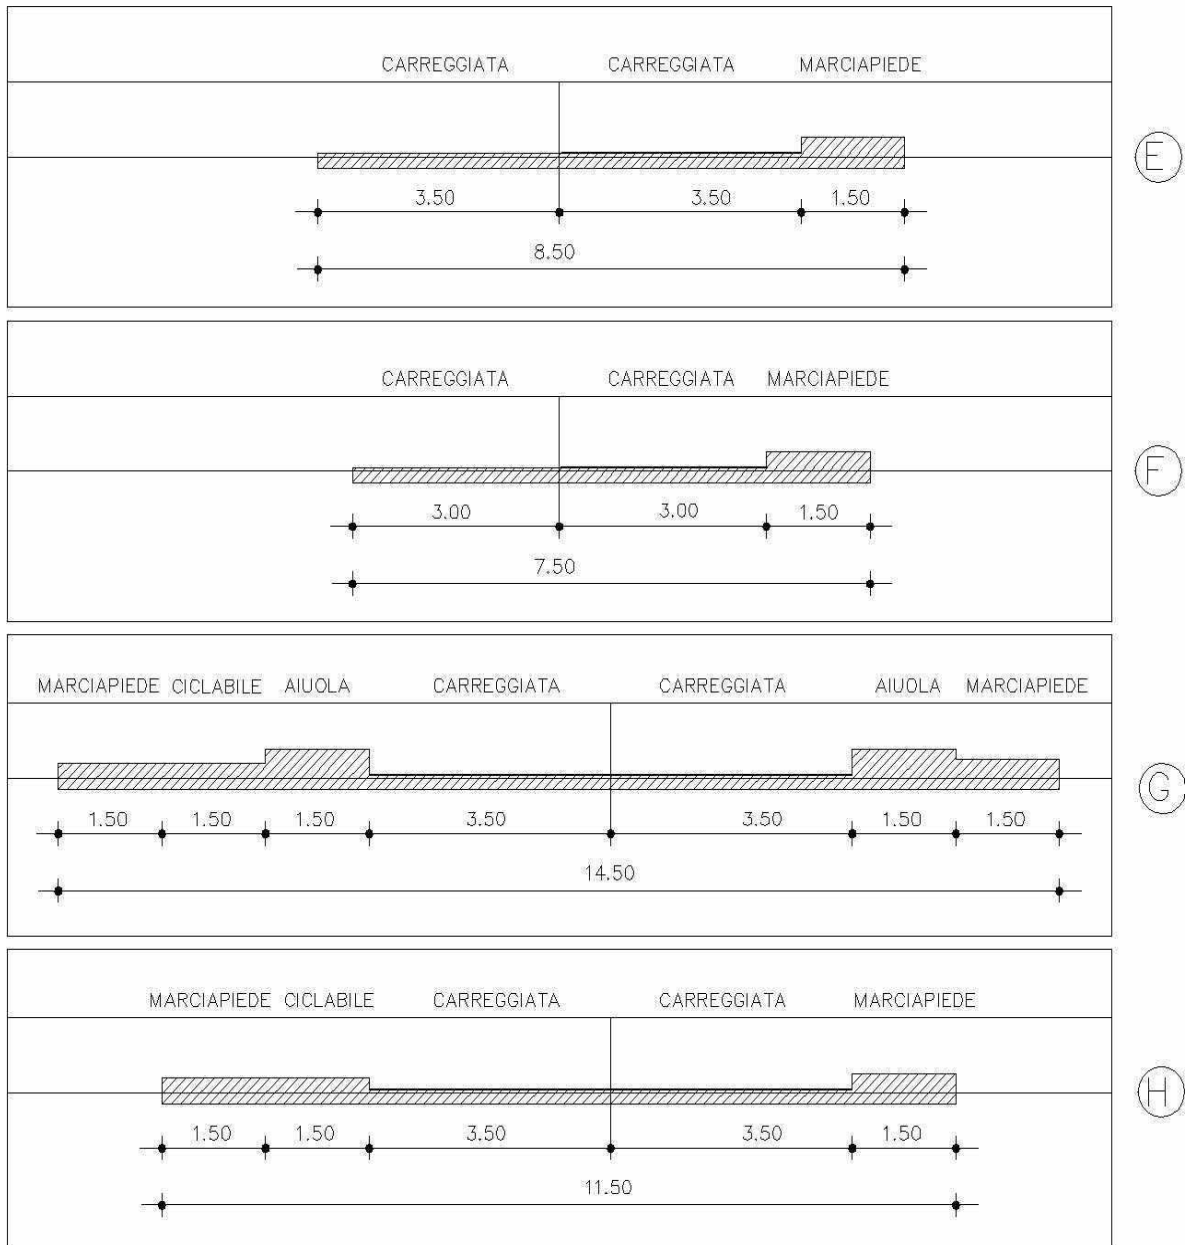 CARREGGIATA CARREGGIATA MARCIAPIEDE
E
3.50 3.50 1.50
8.50
CARREGGIATA CARREGGIATA MARCIAPIEDE
F
3.00 3.00 1.50
7.50
MARCIAPIEDE CICLABILE AIUOLA CARREGGIATA CARREGGIATA AIUOLA MARCIAPIEDE
G
1.50 1.50 1.50 3.50 3.50 1.50 1.50
14.50
MARCIAPIEDE CICLABILE CARREGGIATA CARREGGIATA MARCIAPIEDE
H
1.50 1.50 3.50 3.50 1.50
11.50